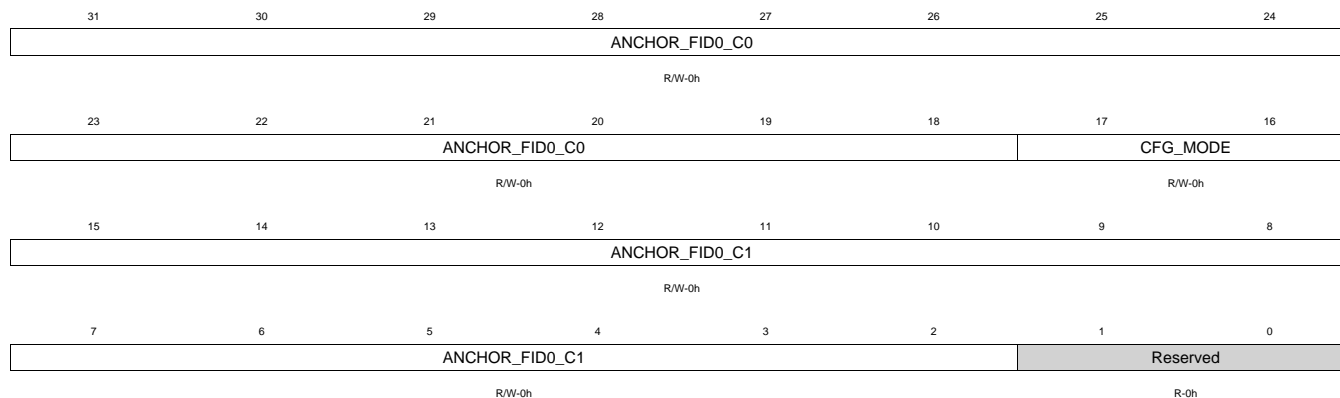 31 30 29 28 27 26 25 24
ANCHOR_FID0_C0
R/W-0h
23 22 21 20 19 18 17 16
ANCHOR_FID0_C0 CFG_MODE
R/W-0h R/W-0h
15 14 13 12 11 10 9 8
ANCHOR_FID0_C1
R/W-0h
7 6 5 4 3 2 1 0
ANCHOR_FID0_C1 Reserved
R/W-0h R-0h